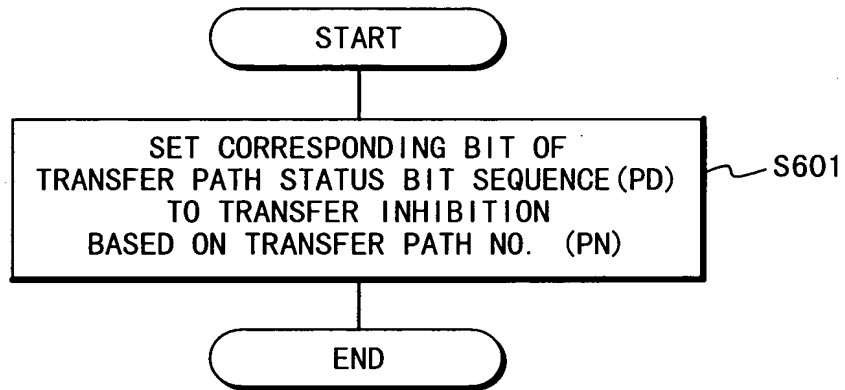 START
SET CORRESPONDING BIT OF
TRANSFER PATH STATUS BIT SEQUENCE(PD)
TO TRANSFER INHIBITION
BASED ON TRANSFER PATH NO. (PN)
S601
END